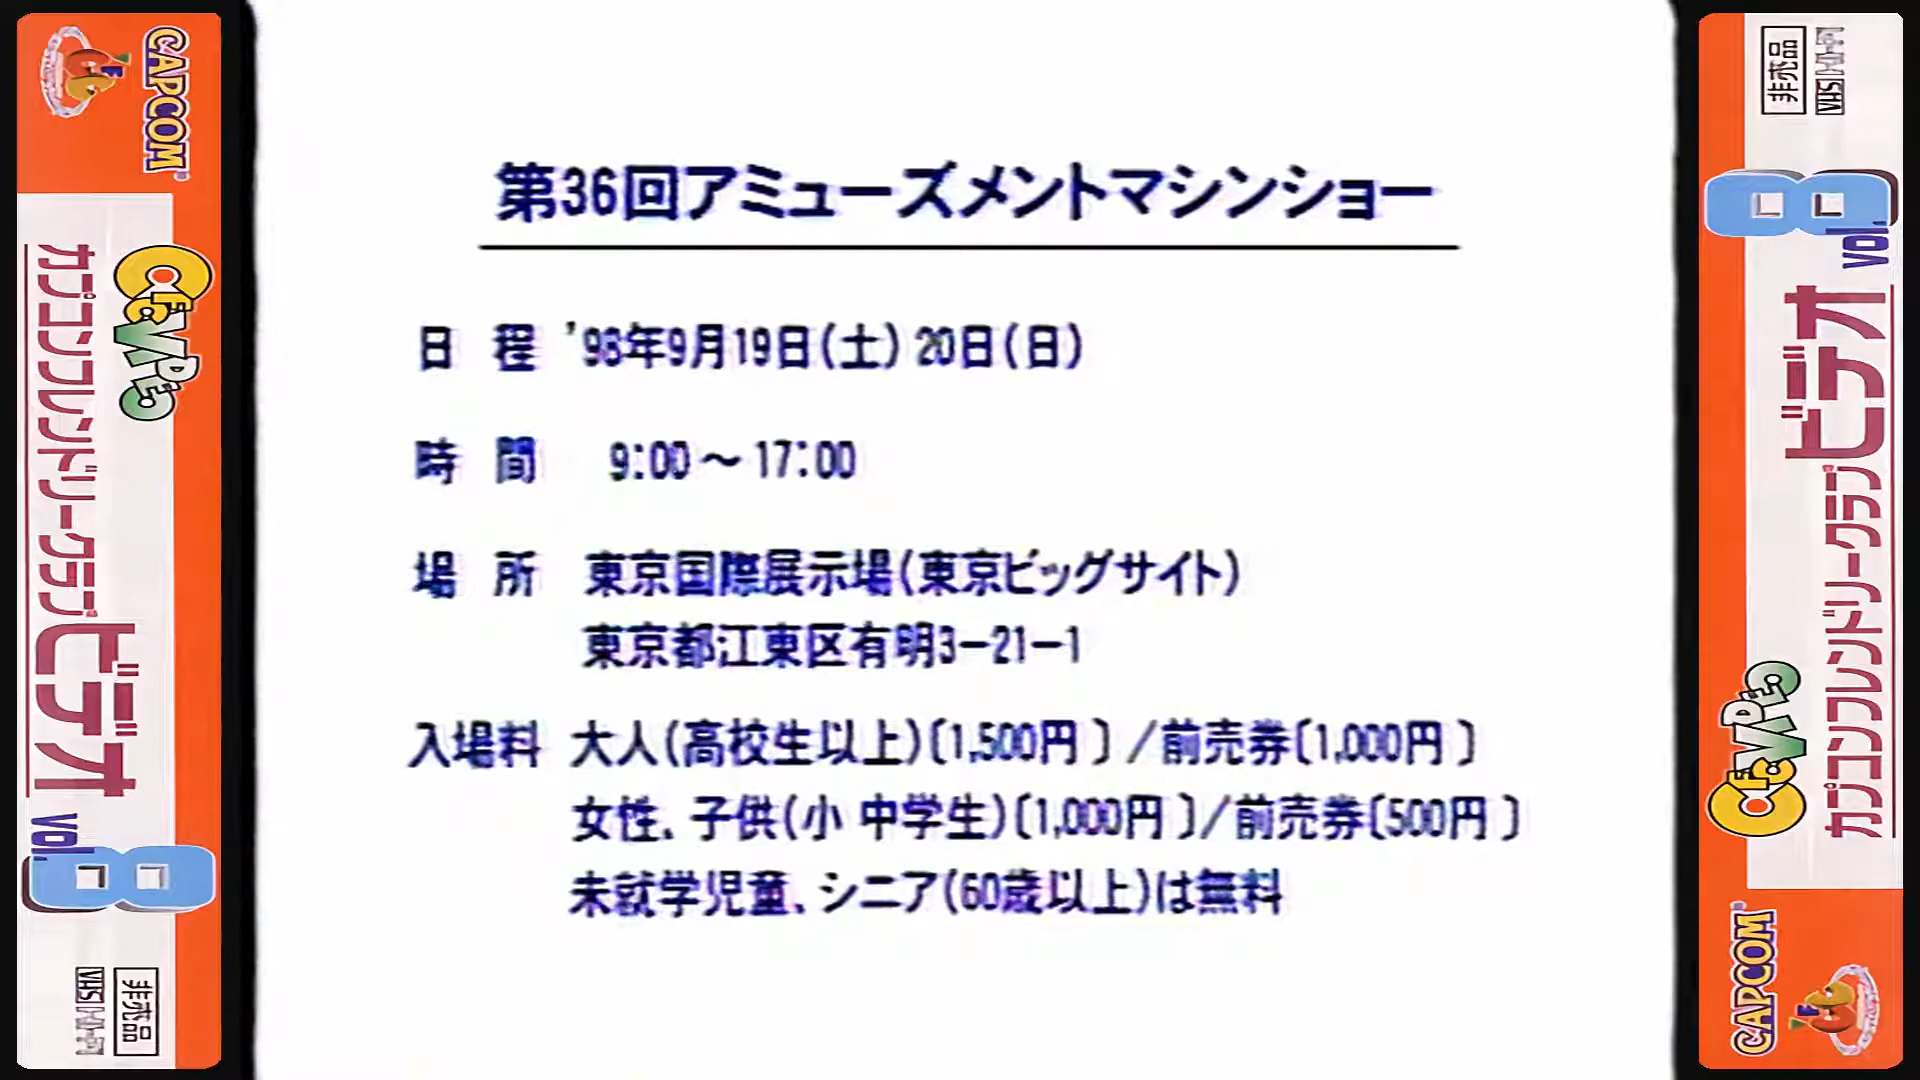 CAPCOM
CFC
CLEVRED
カプコンフレンドリークラブビデオ
vol. 8
非売品
VHS
第36回アミューズメントマシンショー
日 程 '98年9月19日(土) 20日(日)
時 間 9:00〜17:00
場 所 東京国際展示場(東京ビッグサイト)
東京都江東区有明3-21-1
入場料 大人(高校生以上)〔1,500円〕/前売券〔1,000円〕
女性、子供(小 中学生)〔1,000円〕/前売券〔500円〕
未就学児童、シニア(60歳以上)は無料
非売品
VHS
vol. 8
カプコンフレンドリークラブビデオ
CAPCOM